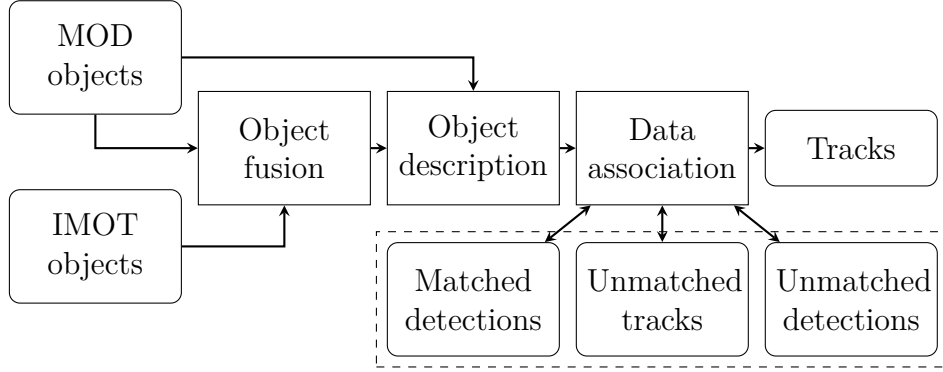 MOD
objects
Object
fusion
Object
description
Data
association
Tracks
IMOT
objects
Matched
detections
Unmatched
tracks
Unmatched
detections